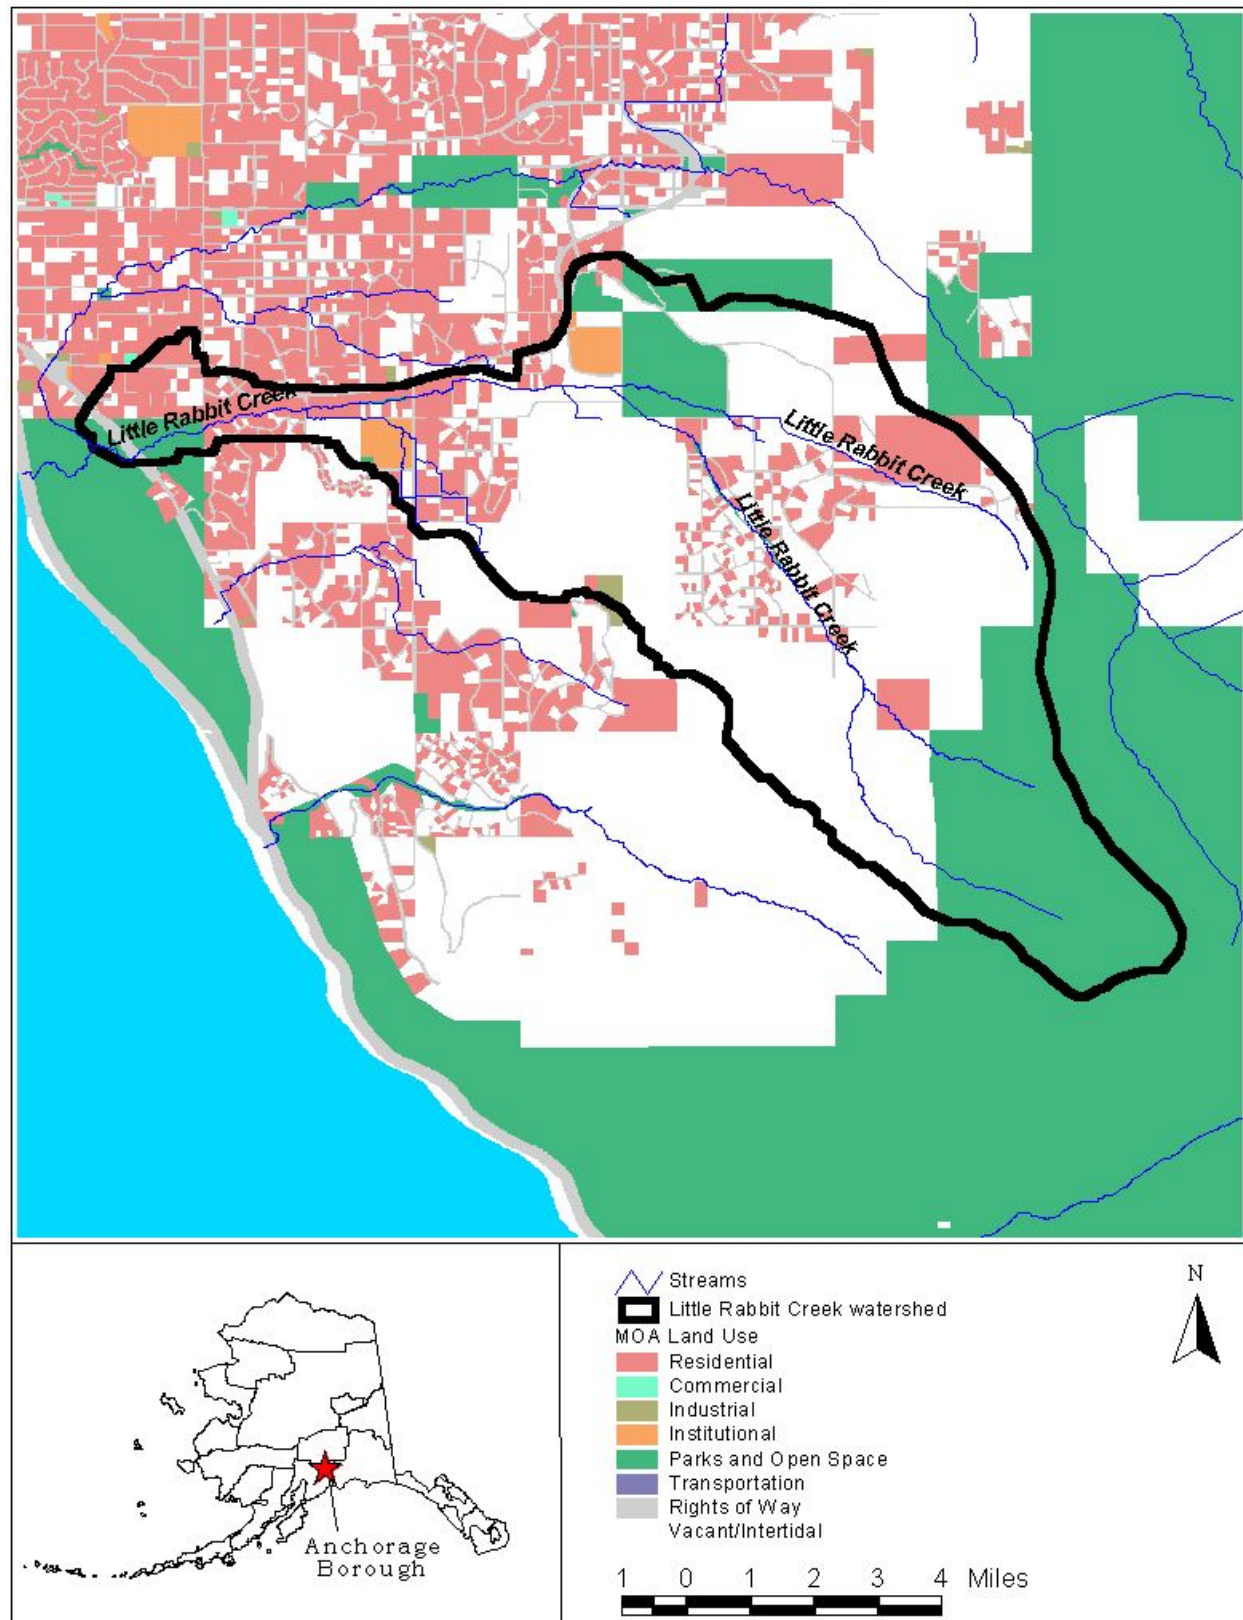 Little Rabbit Creek
Little Rabbit Creek
Little Rabbit Creek
Anchorage
Borough
Streams
Little Rabbit Creek watershed
MOA Land Use
Residential
Commercial
Industrial
Institutional
Parks and Open Space
Transportation
Rights of Way
Vacant/Intertidal
N
1 0 1 2 3 4 Miles